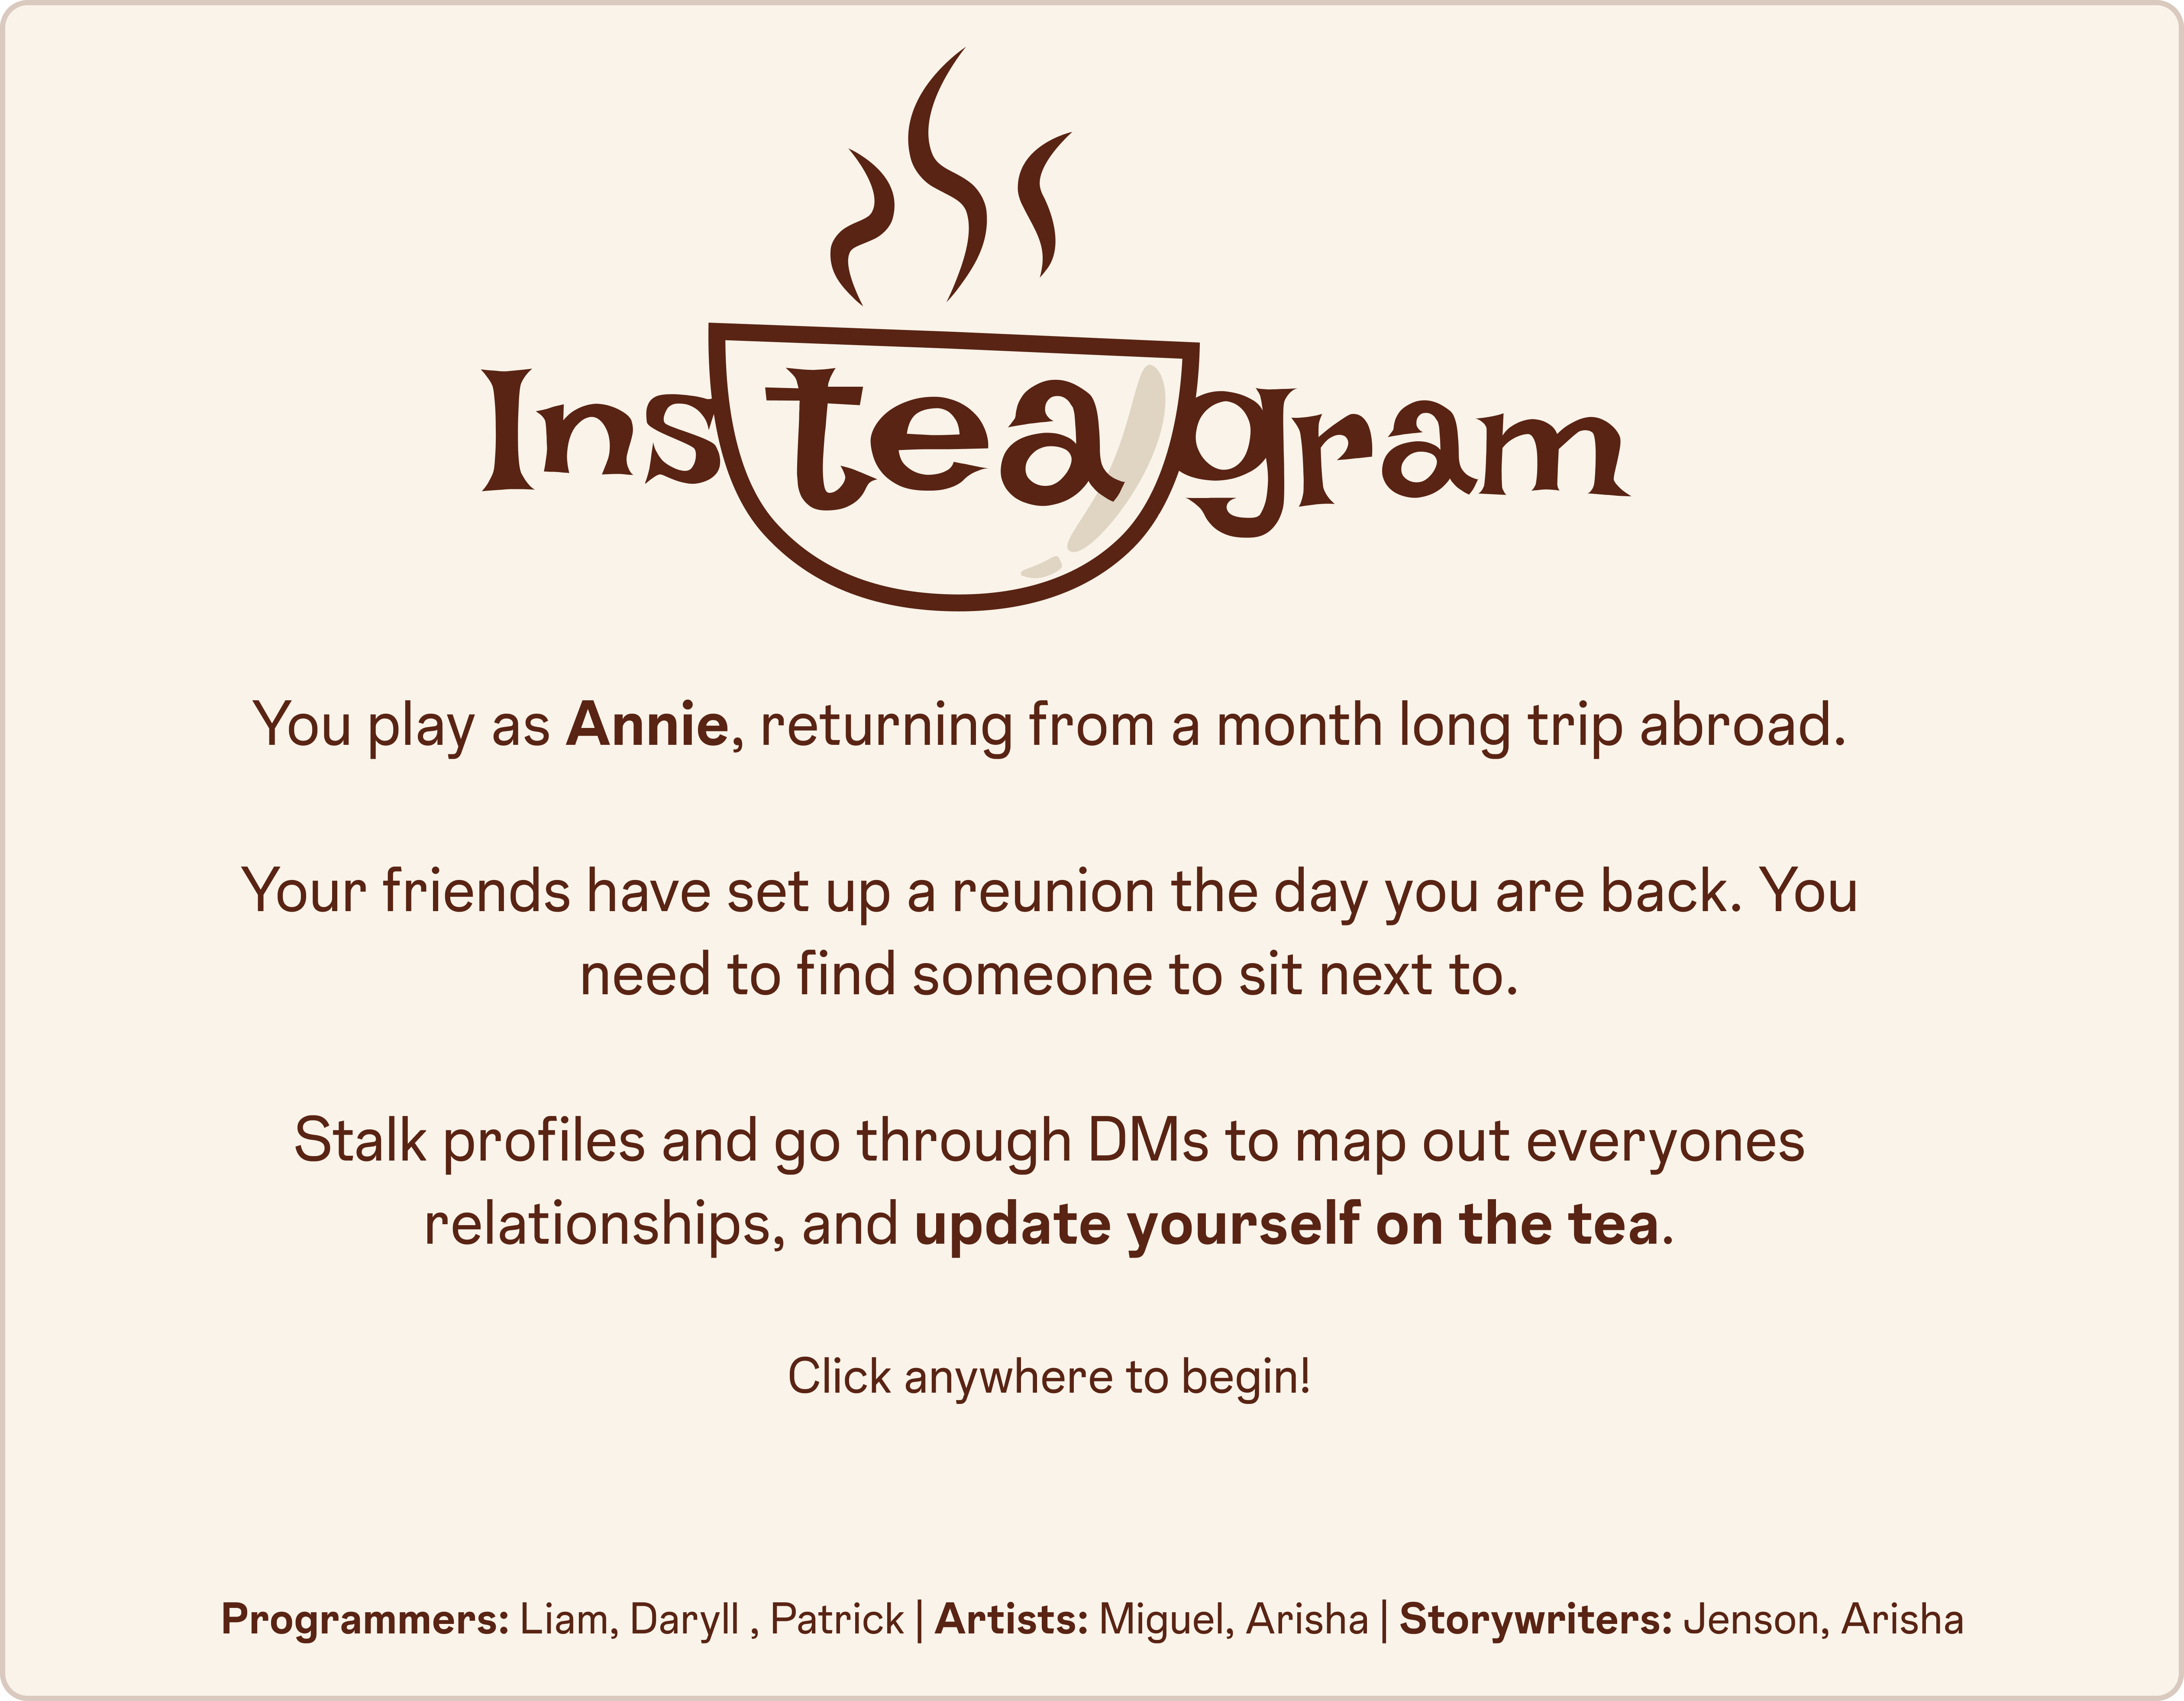 Insteagram
You play as Annie, returning from a month long trip abroad.
Your friends have set up a reunion the day you are back. You
need to find someone to sit next to.
Stalk profiles and go through DMs to map out everyones
relationships, and update yourself on the tea.
Click anywhere to begin!
Programmers: Liam, Daryll , Patrick | Artists: Miguel, Arisha | Storywriters: Jenson, Arisha